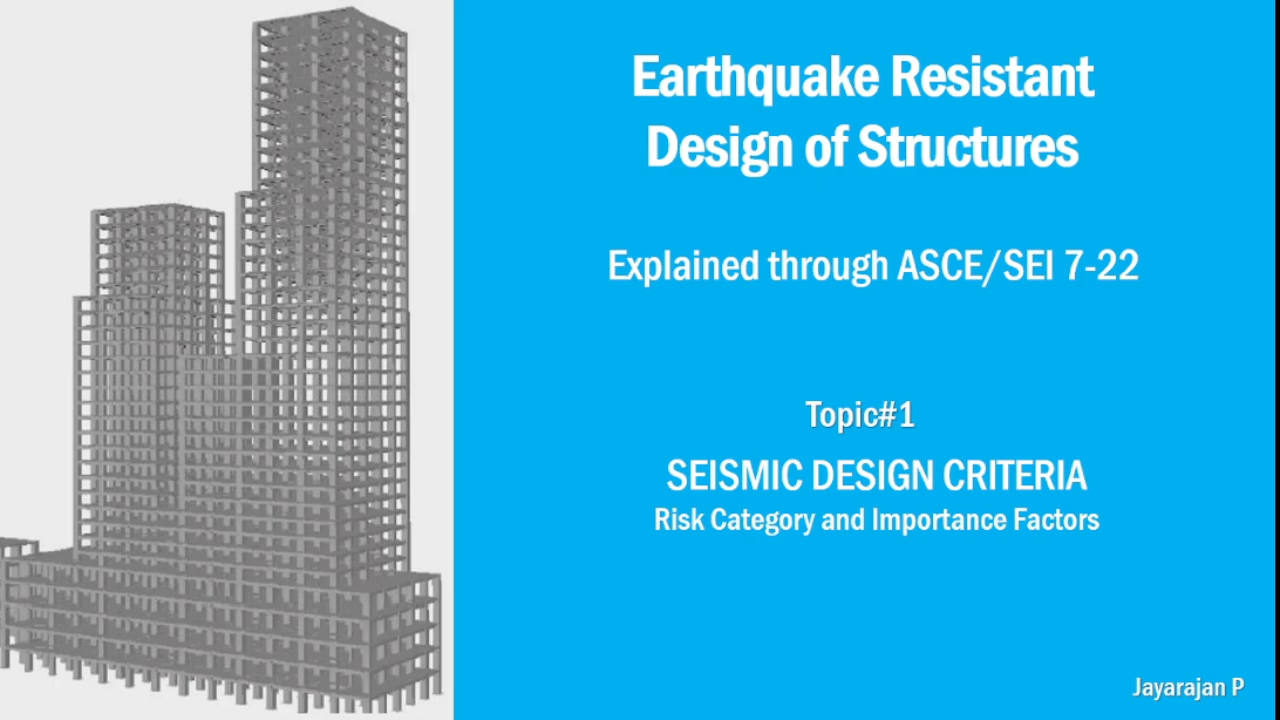 Earthquake Resistant
Design of Structures
Explained through ASCE/SEI 7-22
Topic#1
SEISMIC DESIGN CRITERIA
Risk Category and Importance Factors
Jayarajan P